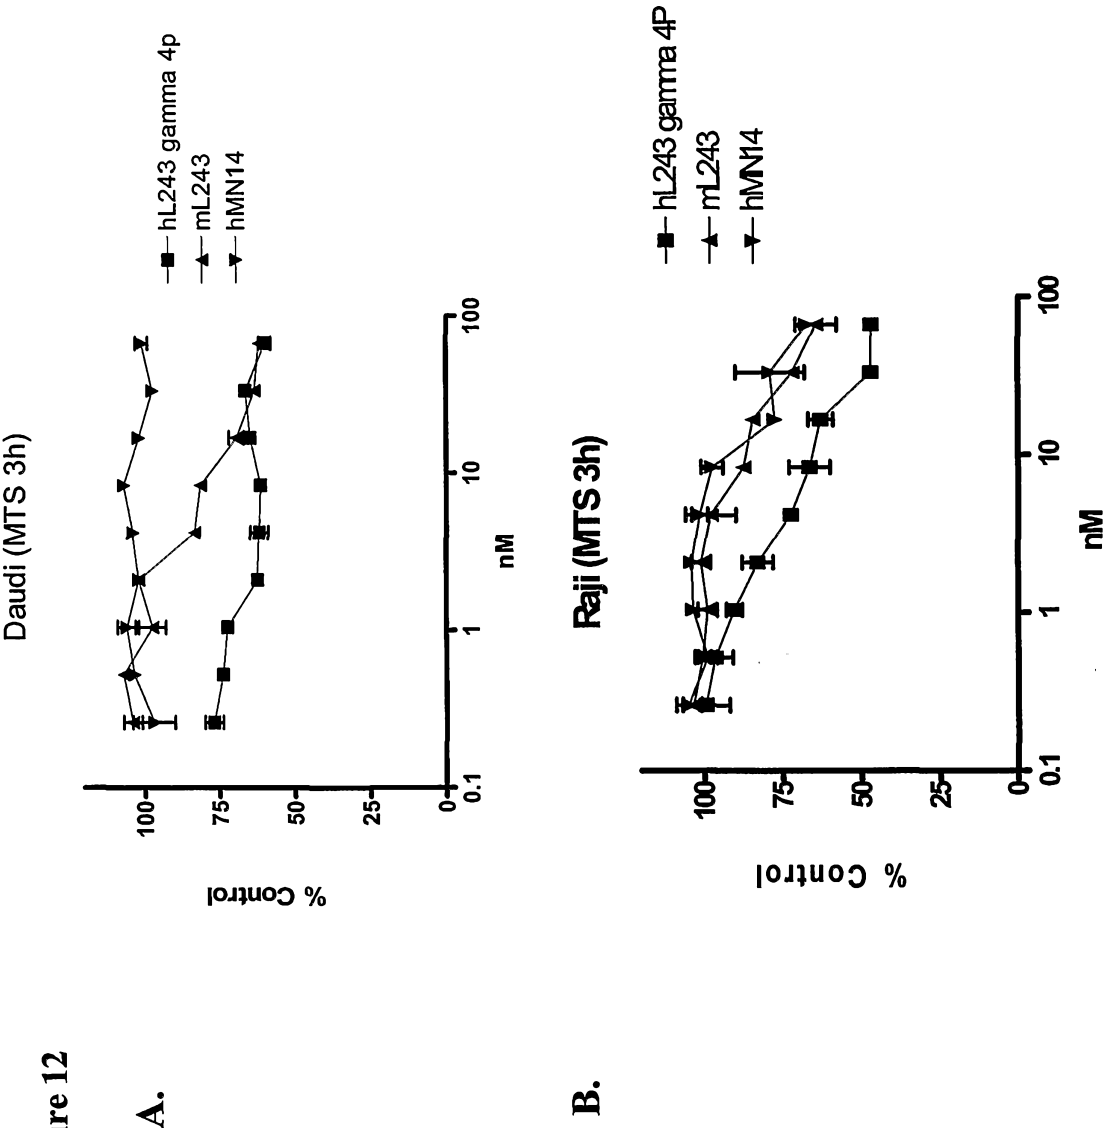 ure 12
A.
Daudi (MTS 3h)
hL243 gamma 4p
mL243
hMN14
% Control
100
75
50
25
0
0.1
1
10
100
nM
B.
Raji (MTS 3h)
hL243 gamma 4P
mL243
hMN14
% Control
100
75
50
25
0
0.1
1
10
100
nM